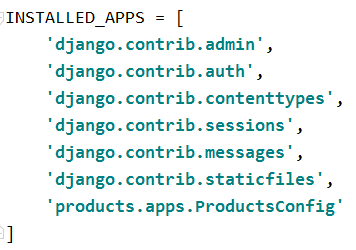 INSTALLED_APPS = [
    'django.contrib.admin',
    'django.contrib.auth',
    'django.contrib.contenttypes',
    'django.contrib.sessions',
    'django.contrib.messages',
    'django.contrib.staticfiles',
    'products.apps.ProductsConfig'
]